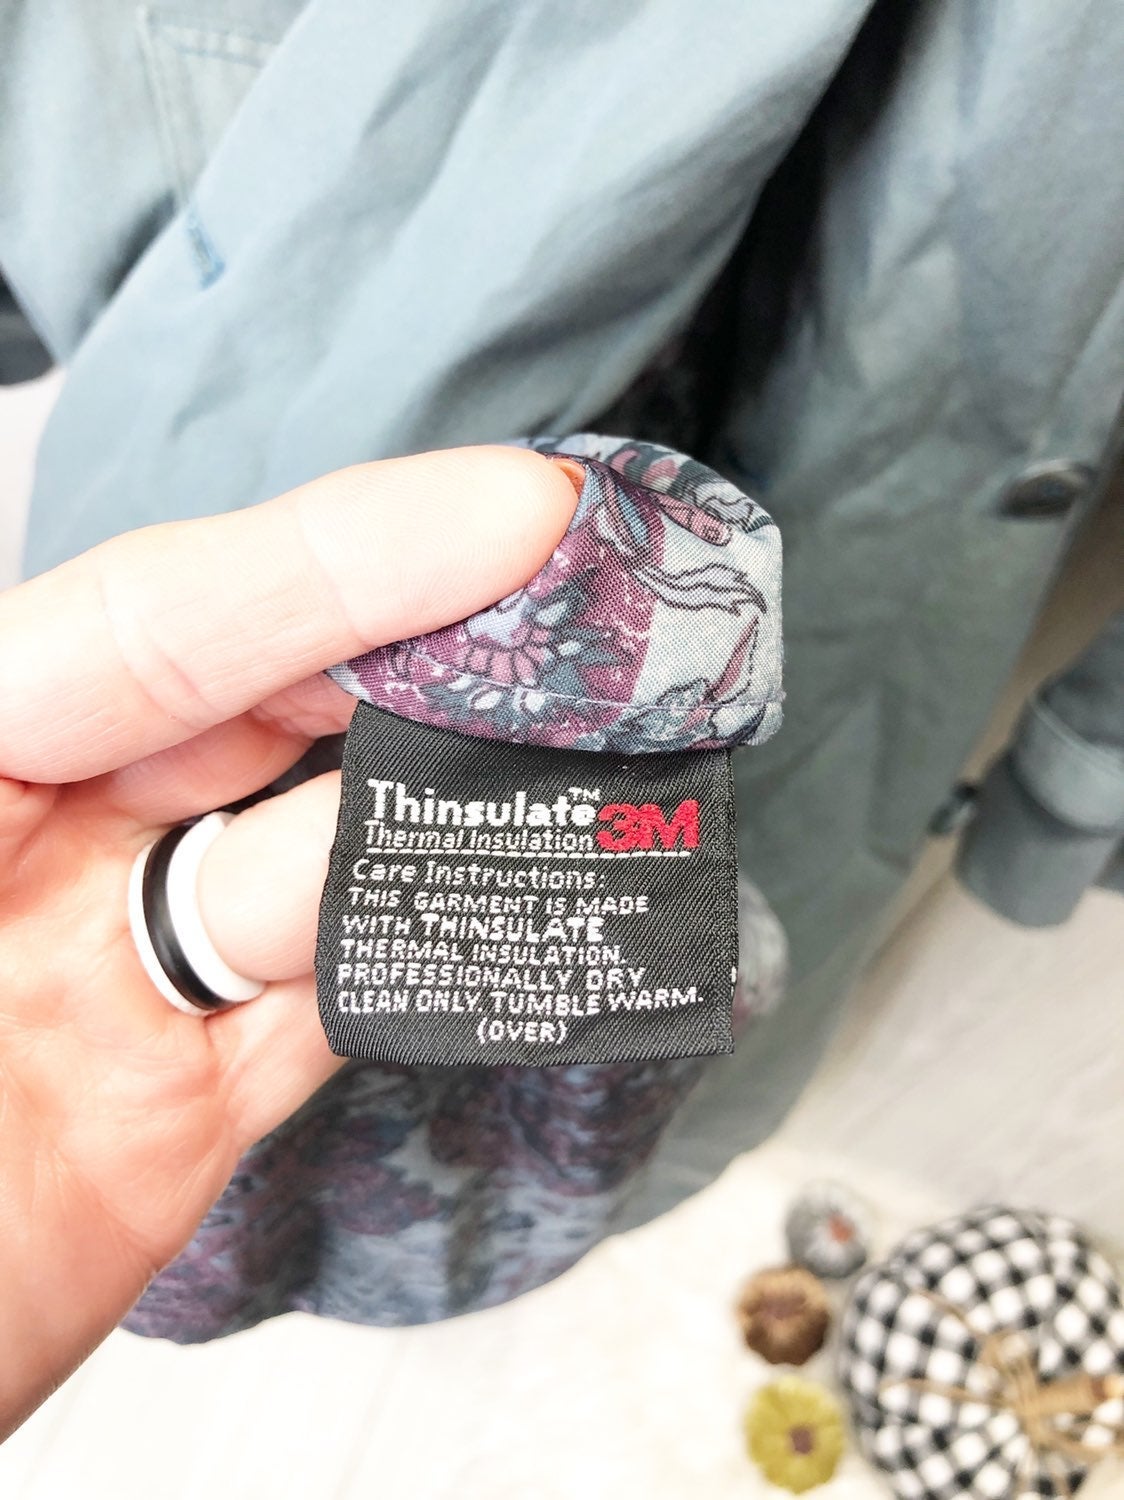 Thinsulate™ 3M
Thermal Insulation
Care Instructions:
THIS GARMENT IS MADE
WITH THINSULATE
THERMAL INSULATION.
PROFESSIONALLY DRY
CLEAN ONLY. TUMBLE WARM.
(OVER)